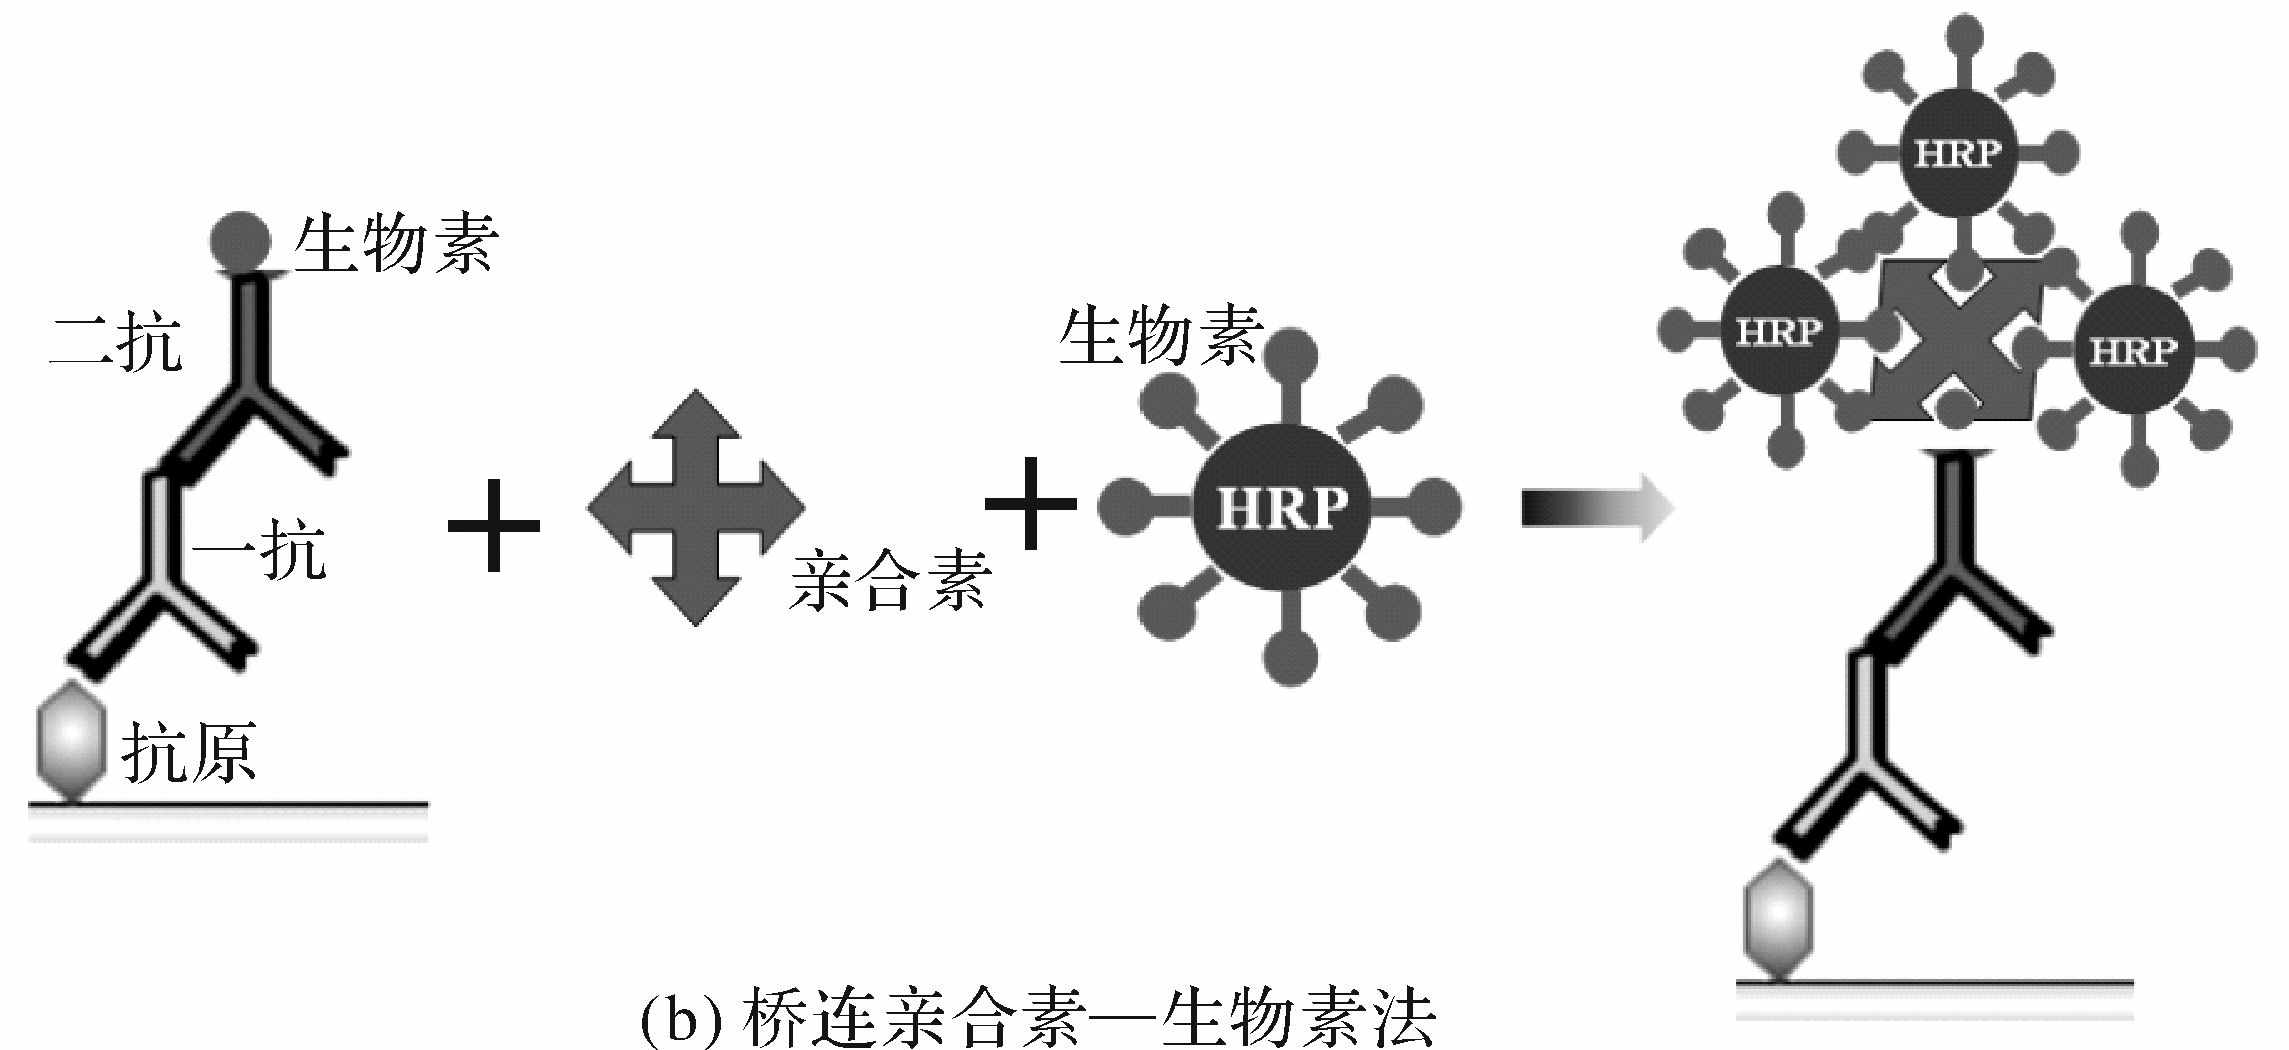 生物素
二抗
一抗
抗原
亲合素
生物素
HRP
HRP
HRP
HRP
(b) 桥连亲合素—生物素法